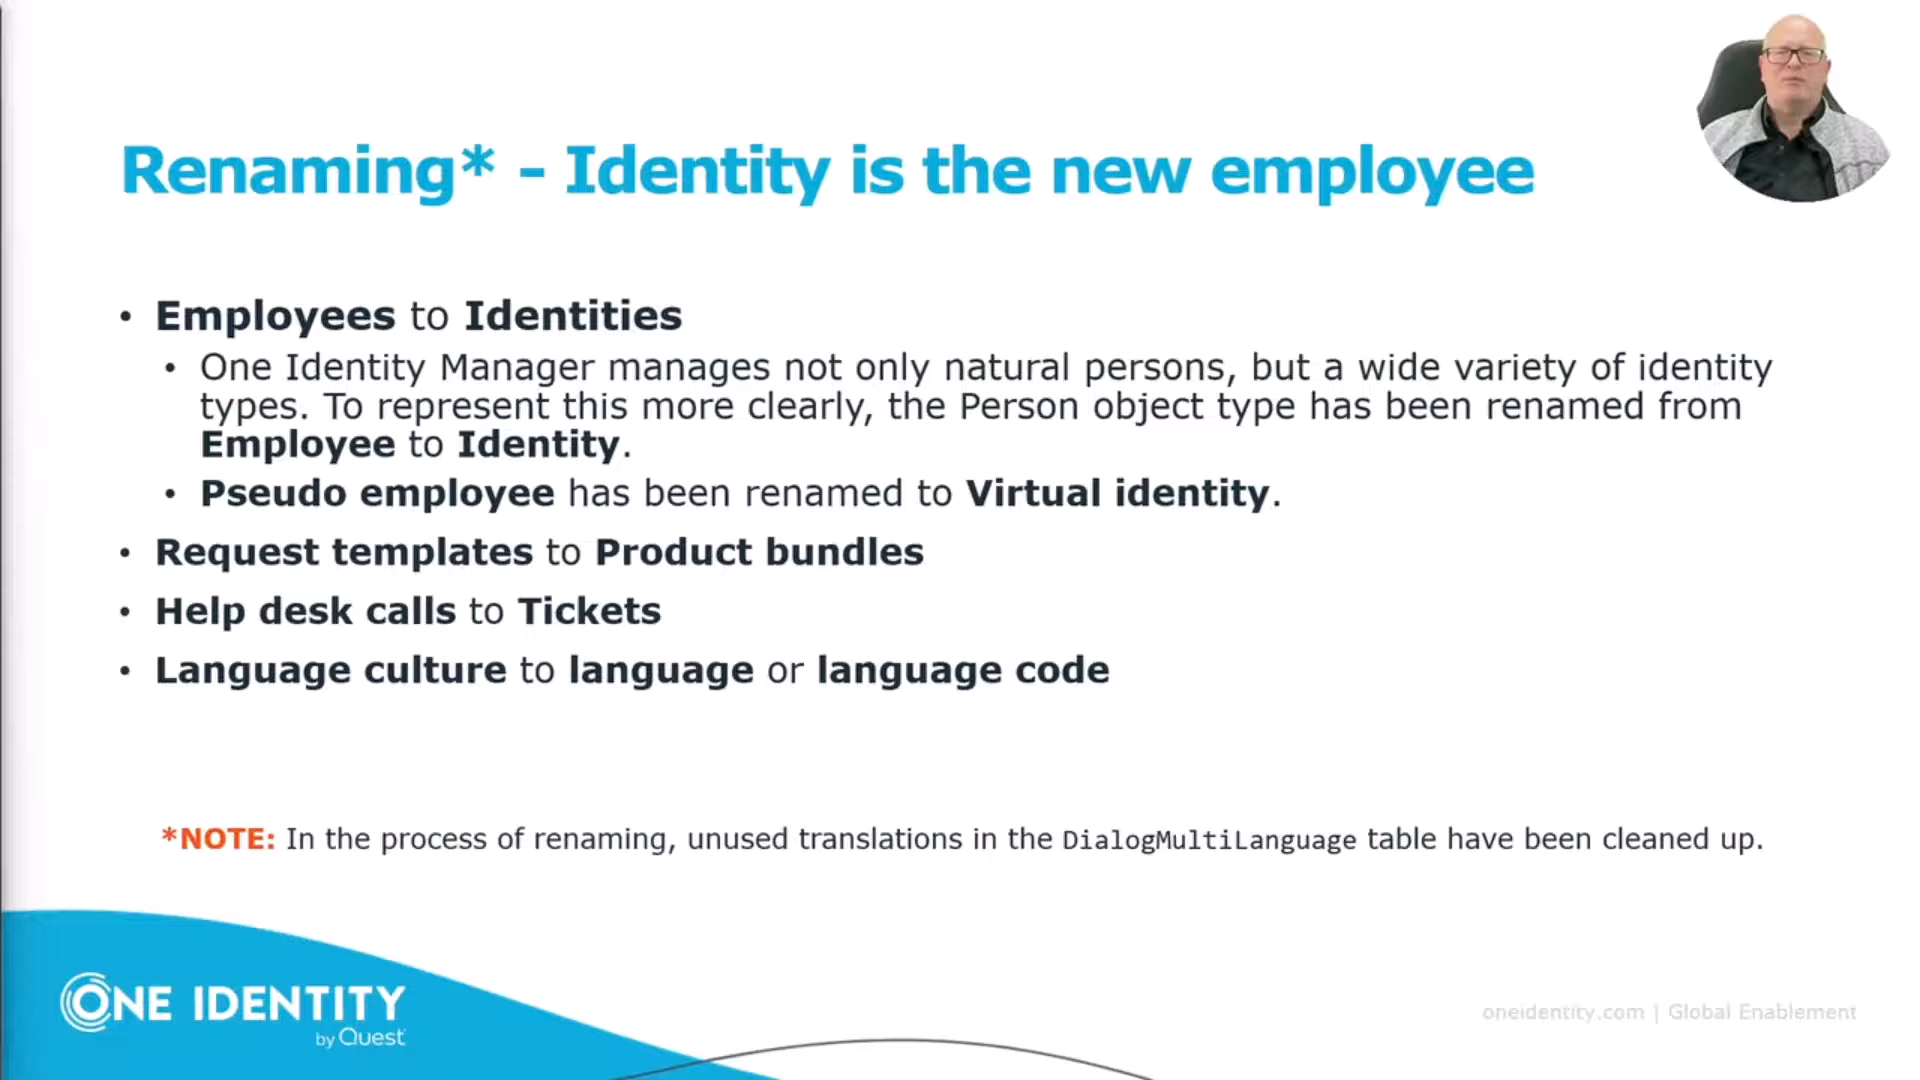 Renaming* - Identity is the new employee
• Employees to Identities
• One Identity Manager manages not only natural persons, but a wide variety of identity
types. To represent this more clearly, the Person object type has been renamed from
Employee to Identity.
• Pseudo employee has been renamed to Virtual identity.
• Request templates to Product bundles
• Help desk calls to Tickets
• Language culture to language or language code
*NOTE: In the process of renaming, unused translations in the DialogMultiLanguage table have been cleaned up.
ONE IDENTITY
by Quest
oneidentity.com | Global Enablement